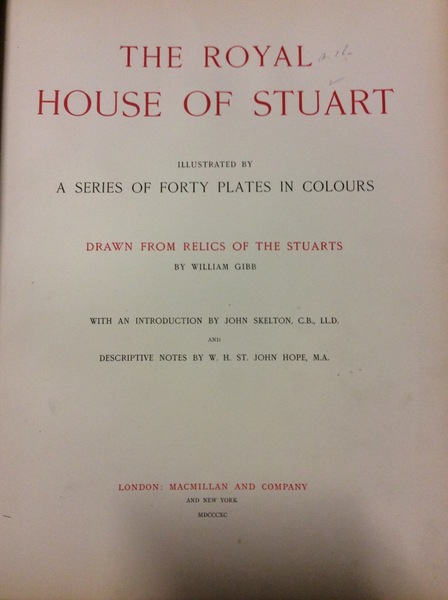 THE ROYAL
HOUSE OF STUART
ILLUSTRATED BY
A SERIES OF FORTY PLATES IN COLOURS
DRAWN FROM RELICS OF THE STUARTS
BY WILLIAM GIBB
WITH AN INTRODUCTION BY JOHN SKELTON, C.B., LL.D.
AND
DESCRIPTIVE NOTES BY W. H. ST. JOHN HOPE, M.A.
LONDON: MACMILLAN AND COMPANY
AND NEW YORK
MDCCCXC